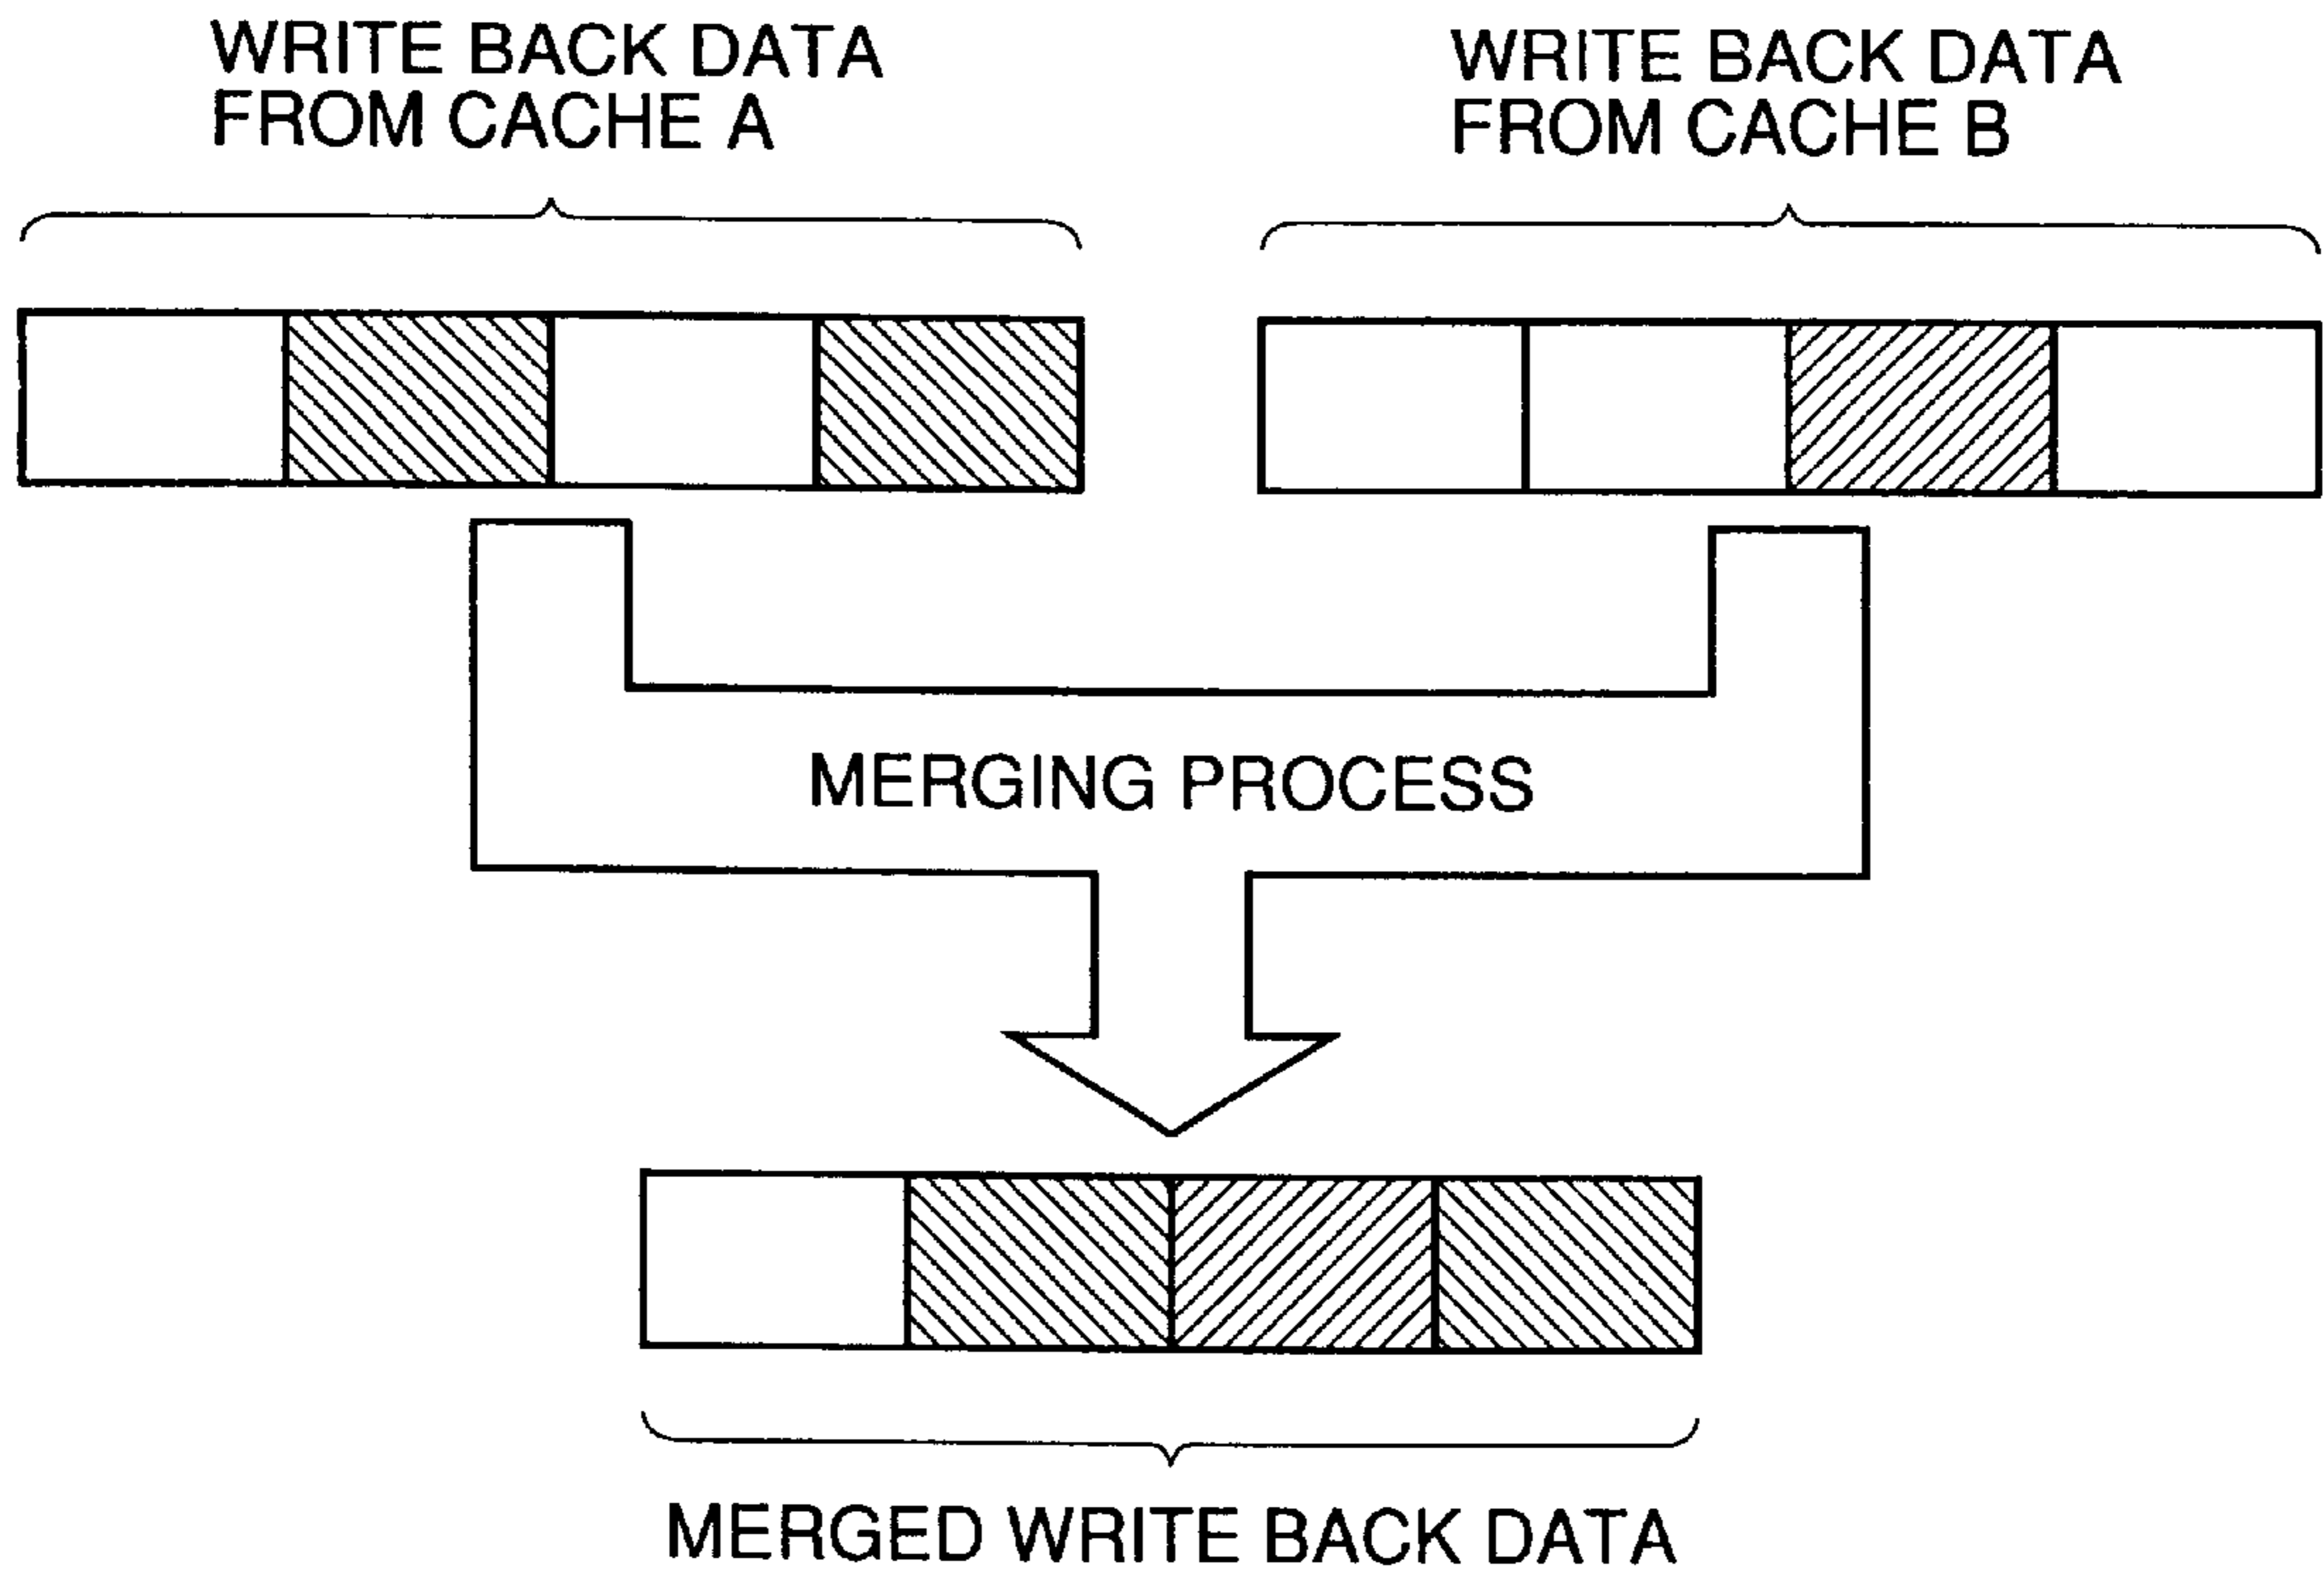 WRITE BACK DATA
FROM CACHE A
WRITE BACK DATA
FROM CACHE B
MERGING PROCESS
MERGED WRITE BACK DATA